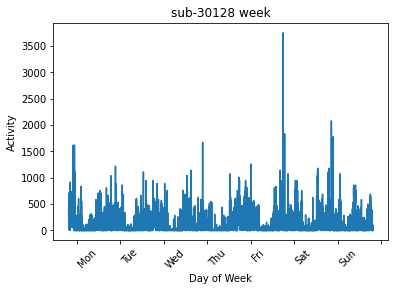 sub-30128 week
3500
3000
2500
2000
1500
1000
500
0
Activity
Mon
Tue
Wed
Thu
Fri
Sat
Sun
Day of Week